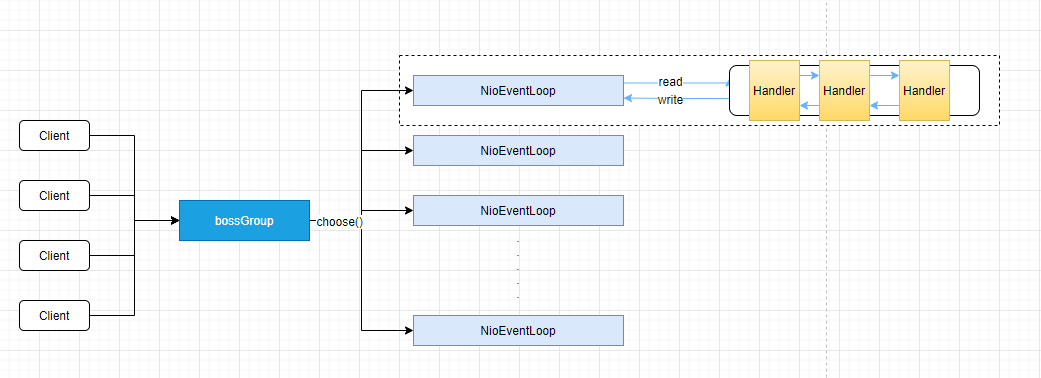 read
NioEventLoop
Handler
Handler
Handler
write
Client
NioEventLoop
Client
NioEventLoop
bossGroup
choose()
Client
Client
NioEventLoop